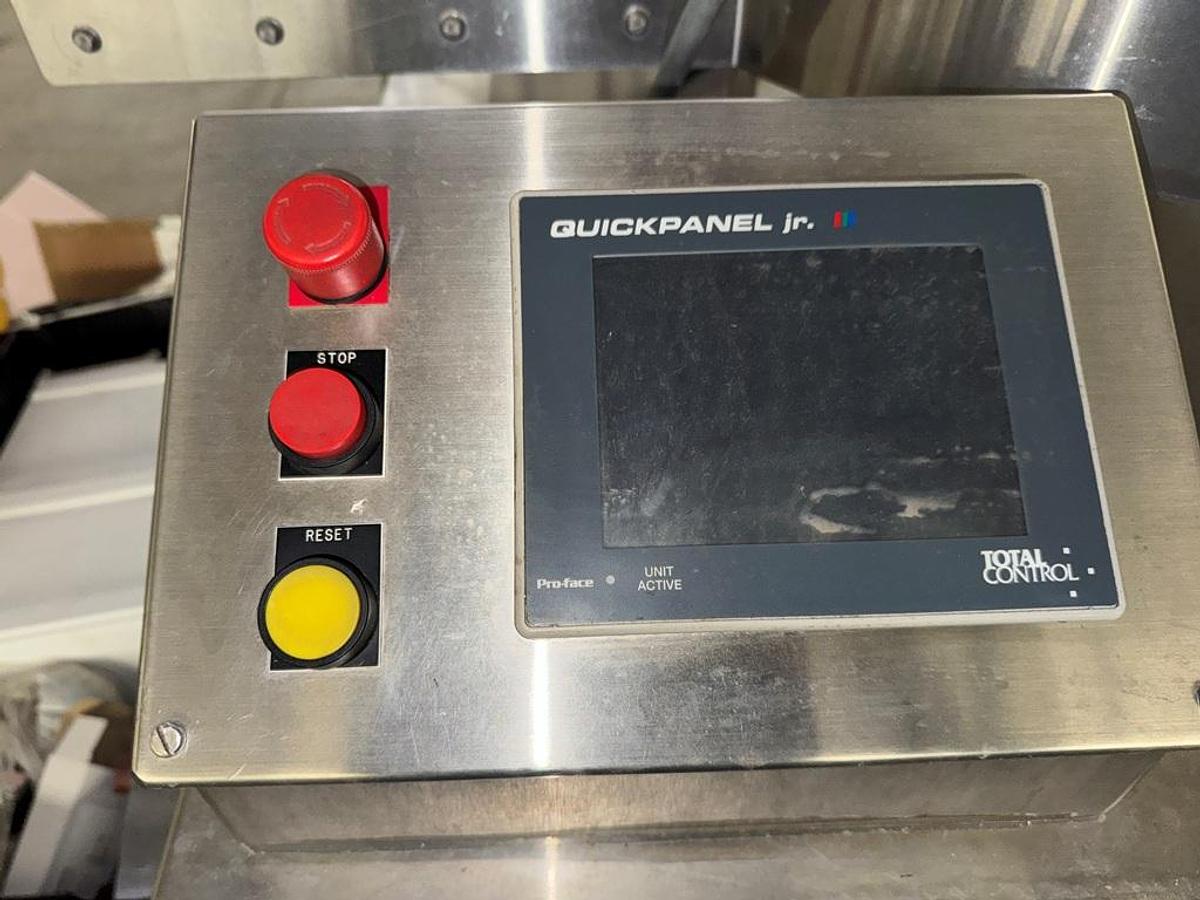 QUICKPANEL jr.
STOP
RESET
Pro-face
UNIT
ACTIVE
TOTAL
CONTROL